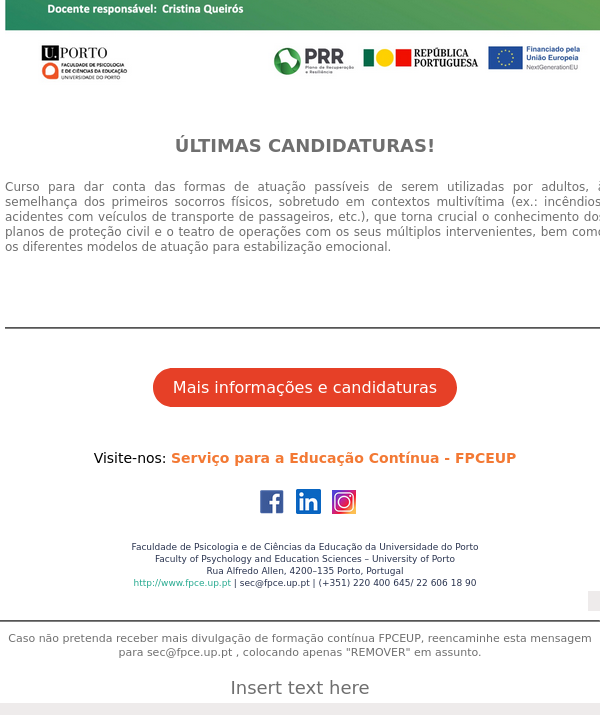 Docente responsável: Cristina Queirós
U. PORTO
FACULDADE DE PSICOLOGIA
E DE CIÊNCIAS DA EDUCAÇÃO
UNIVERSIDADE DO PORTO
PRR
Plano de Recuperação
e Resiliência
REPÚBLICA
PORTUGUESA
Financiado pela
União Europeia
NextGenerationEU
ÚLTIMAS CANDIDATURAS!
Curso para dar conta das formas de atuação passíveis de serem utilizadas por adultos, à
semelhança dos primeiros socorros físicos, sobretudo em contextos multivítima (ex.: incêndios,
acidentes com veículos de transporte de passageiros, etc.), que torna crucial o conhecimento dos
planos de proteção civil e o teatro de operações com os seus múltiplos intervenientes, bem como
os diferentes modelos de atuação para estabilização emocional.
Mais informações e candidaturas
Visite-nos: Serviço para a Educação Contínua - FPCEUP
Faculdade de Psicologia e de Ciências da Educação da Universidade do Porto
Faculty of Psychology and Education Sciences – University of Porto
Rua Alfredo Allen, 4200–135 Porto, Portugal
http://www.fpce.up.pt | sec@fpce.up.pt | (+351) 220 400 645/ 22 606 18 90
Caso não pretenda receber mais divulgação de formação contínua FPCEUP, reencaminhe esta mensagem
para sec@fpce.up.pt , colocando apenas "REMOVER" em assunto.
Insert text here